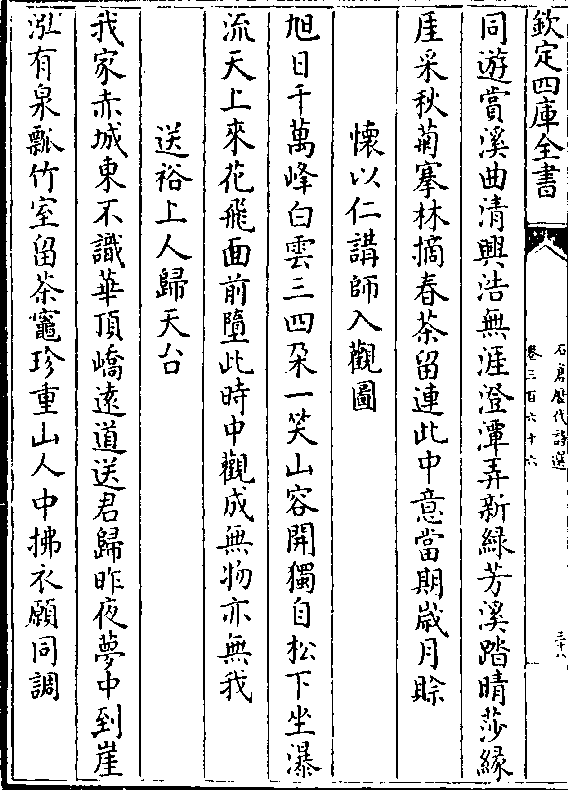 欽定四庫全書
石倉歴代詩選
卷三百六十六
三十八
同遊賞溪曲清興浩無涯澄潭弄新緑芳溪踏晴莎縁
厓采秋菊搴林摘春茶留連此中意當期歲月賒
懷以仁講師入觀圖
旭日千萬峰白雲三四朶一笑山容開獨自松下坐瀑
流天上來花飛面前墮此時中觀成無物亦無我
送裕上人歸天台
我家赤城東不識華頂嶠遠道送君歸昨夜夢中到崖
泓有泉瓢竹室留茶竈珍重山人中拂衣願同調